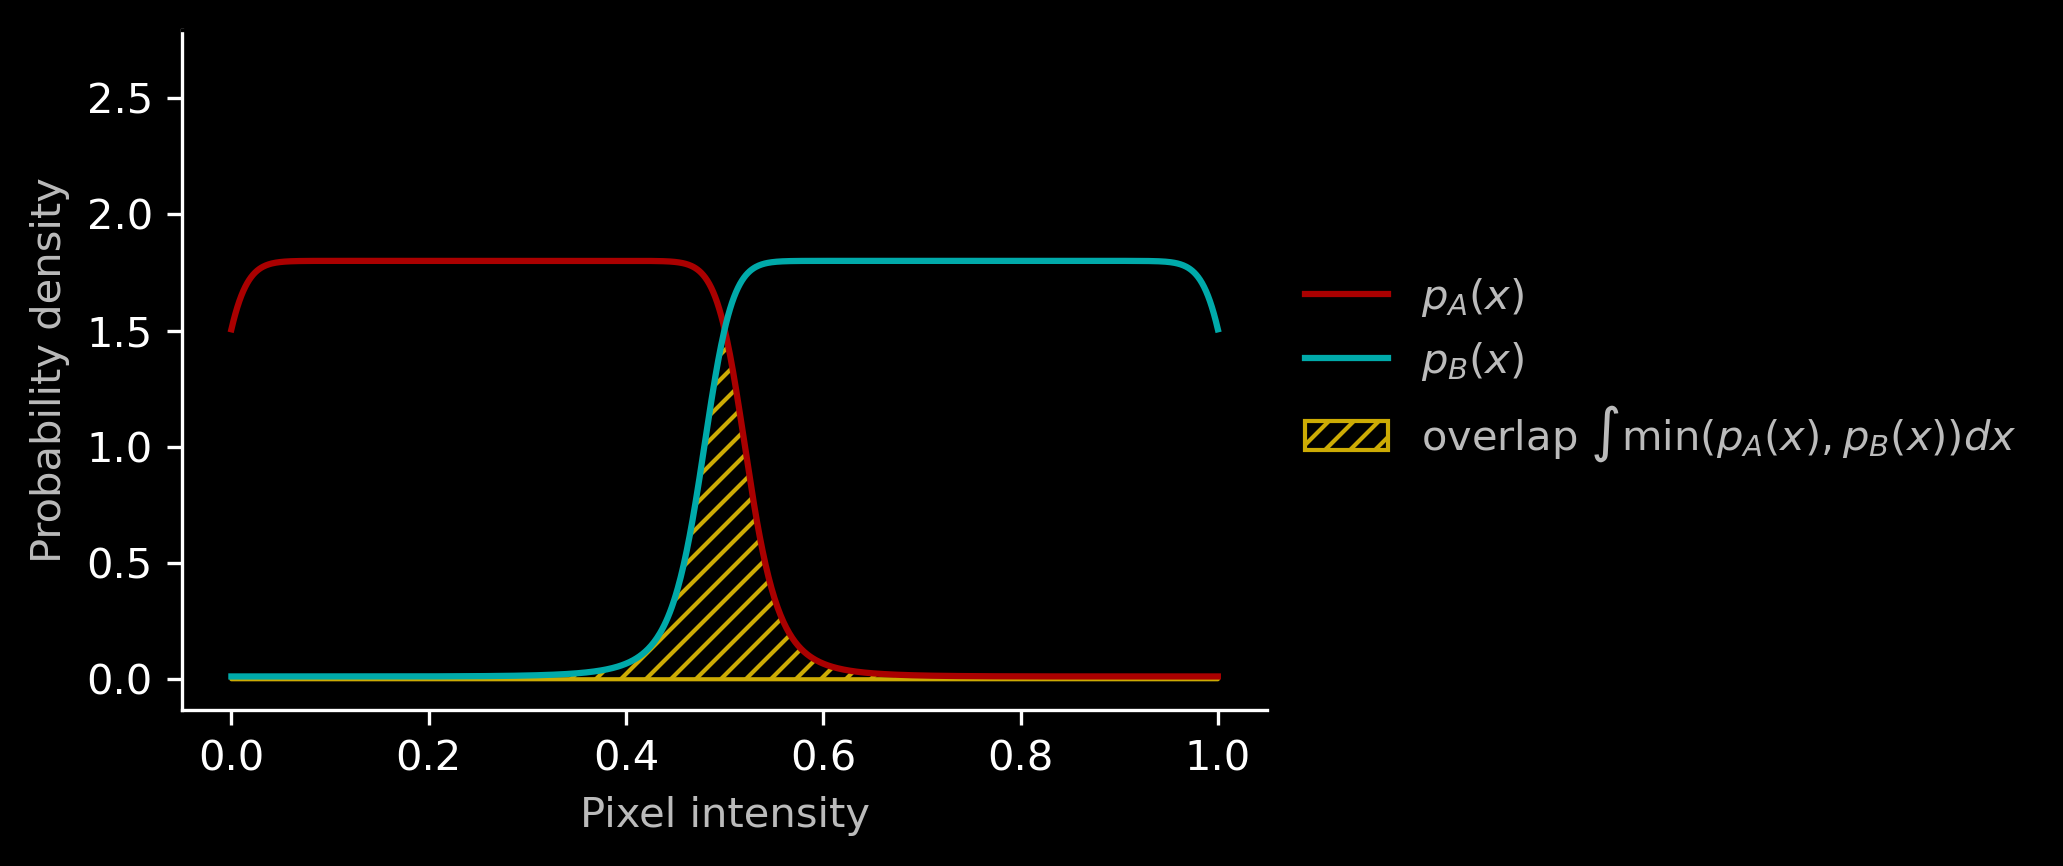 Probability density
2.5
2.0
1.5
1.0
0.5
0.0
0.0 0.2 0.4 0.6 0.8 1.0
Pixel intensity
p_A(x)
p_B(x)
overlap ∫ min(p_A(x), p_B(x))dx